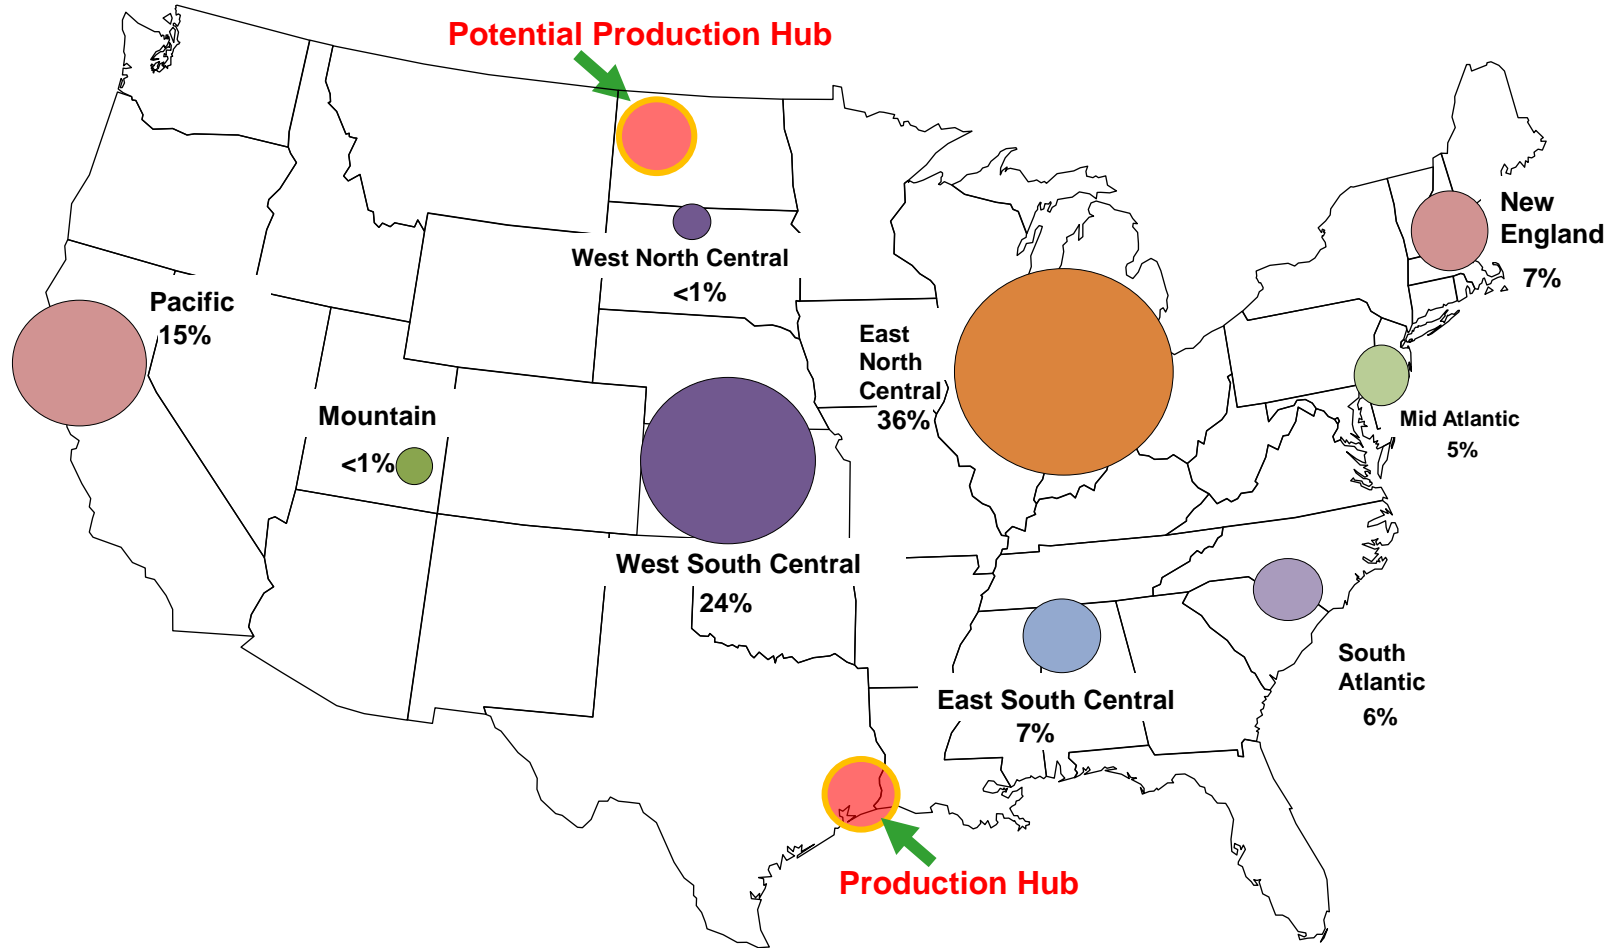 Potential Production Hub
New
England
7%
West North Central
<1%
Pacific
15%
East
North
Central
36%
Mountain
<1%
Mid Atlantic
5%
West South Central
24%
South
Atlantic
6%
East South Central
7%
Production Hub